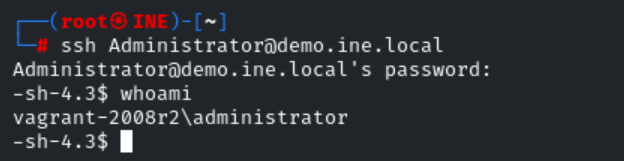 ┌──(root㉿INE)-[~]
└─# ssh Administrator@demo.ine.local
Administrator@demo.ine.local's password:
-sh-4.3$ whoami
vagrant-2008r2\administrator
-sh-4.3$